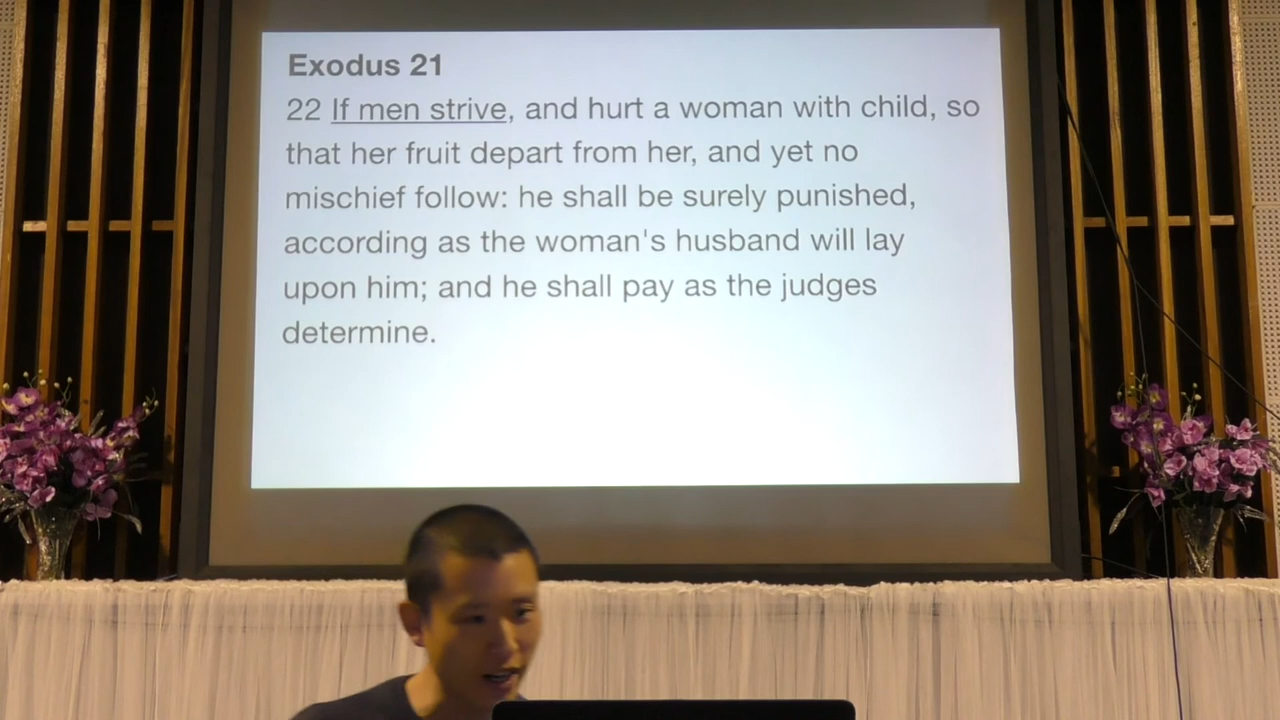 Exodus 21
22 If men strive, and hurt a woman with child, so
that her fruit depart from her, and yet no
mischief follow: he shall be surely punished,
according as the woman's husband will lay
upon him; and he shall pay as the judges
determine.